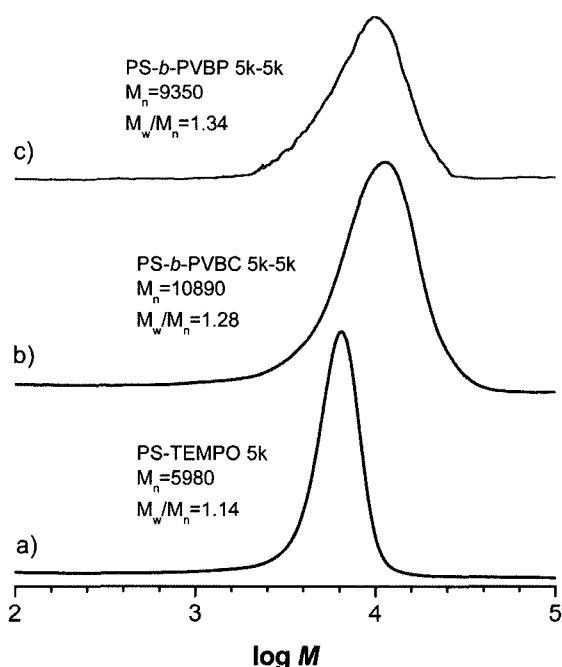 PS-b-PVBP 5k-5k
Mn=9350
Mw/Mn=1.34
c)
PS-b-PVBC 5k-5k
Mn=10890
Mw/Mn=1.28
b)
PS-TEMPO 5k
Mn=5980
Mw/Mn=1.14
a)
2 3 4 5
log M